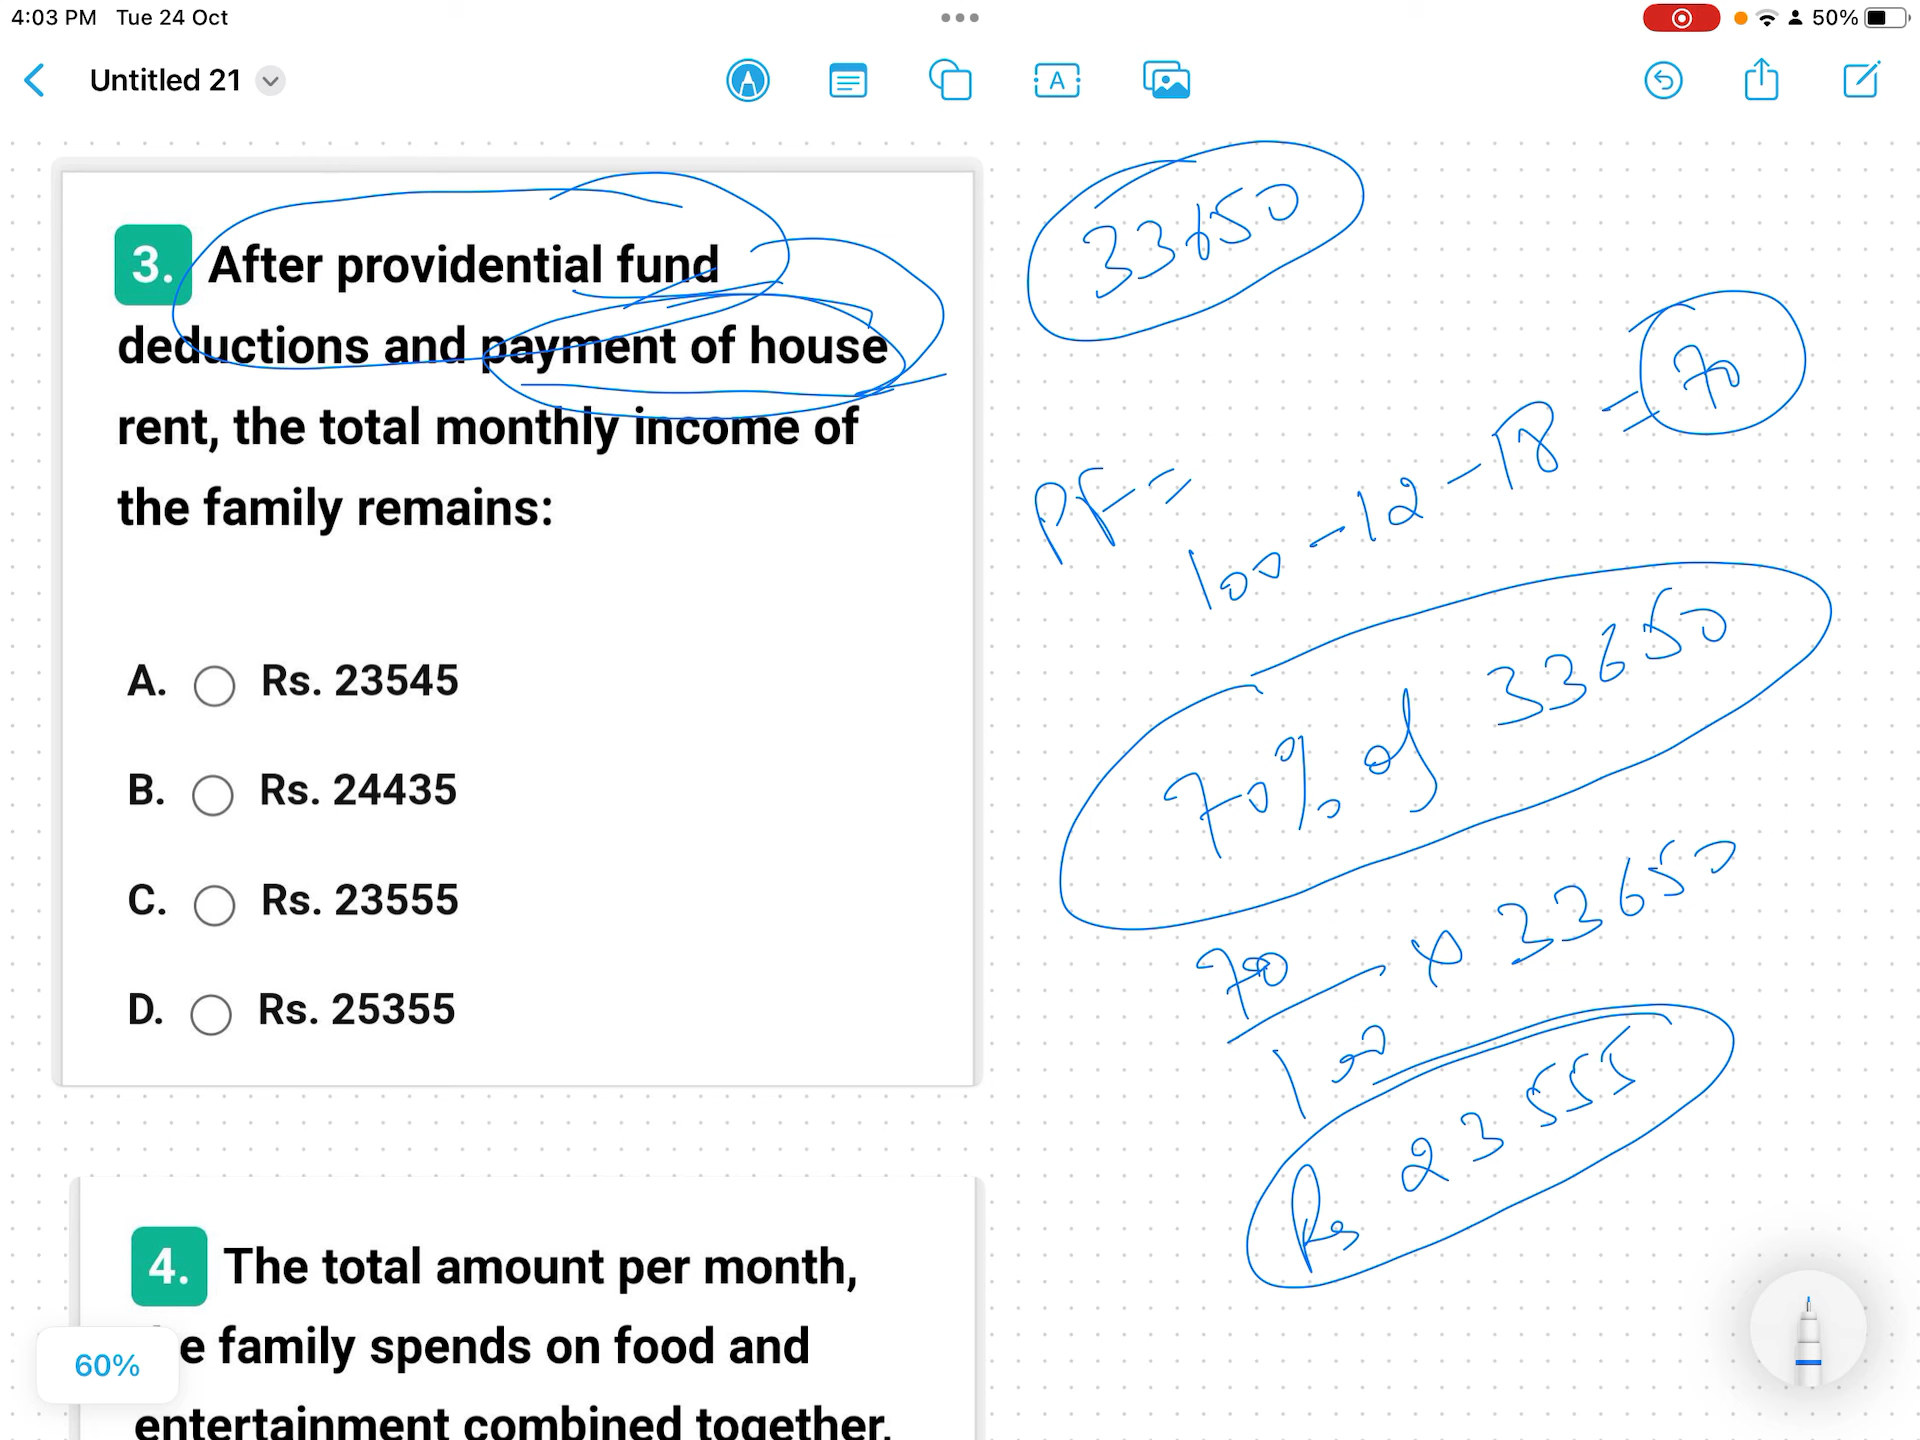 4:03 PM Tue 24 Oct
50%
Untitled 21
A
3. After providential fund
deductions and payment of house
rent, the total monthly income of
the family remains:
A. Rs. 23545
B. Rs. 24435
C. Rs. 23555
D. Rs. 25355
4. The total amount per month,
e family spends on food and
entertainment combined together,
60%
33650
PF =
100 - 12 - 18 = 70
70% of 33650
70
100
x 33650
Rs 23555